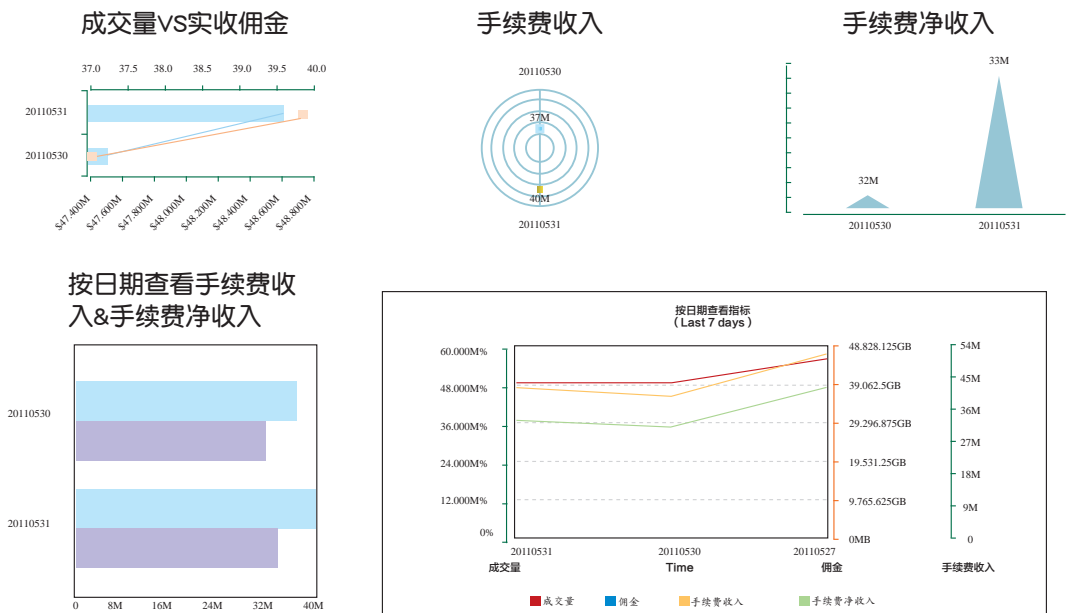 成交量VS实收佣金
37.0 37.5 38.0 38.5 39.0 39.5 40.0
20110531
20110530
$47.400M $47.600M $47.800M $48.000M $48.200M $48.400M $48.600M $48.800M
手续费收入
20110530
37M
40M
20110531
手续费净收入
33M
32M
20110530 20110531
按日期查看手续费收
入&手续费净收入
20110530
20110531
0 8M 16M 24M 32M 40M
按日期查看指标
(Last 7 days)
60.000M%
48.000M%
36.000M%
24.000M%
12.000M%
0%
48.828.125GB
39.062.5GB
29.296.875GB
19.531.25GB
9.765.625GB
0MB
54M
45M
36M
27M
18M
9M
0
20110531 20110530 20110527
成交量 Time 佣金 手续费收入
成交量 佣金 手续费收入 手续费净收入